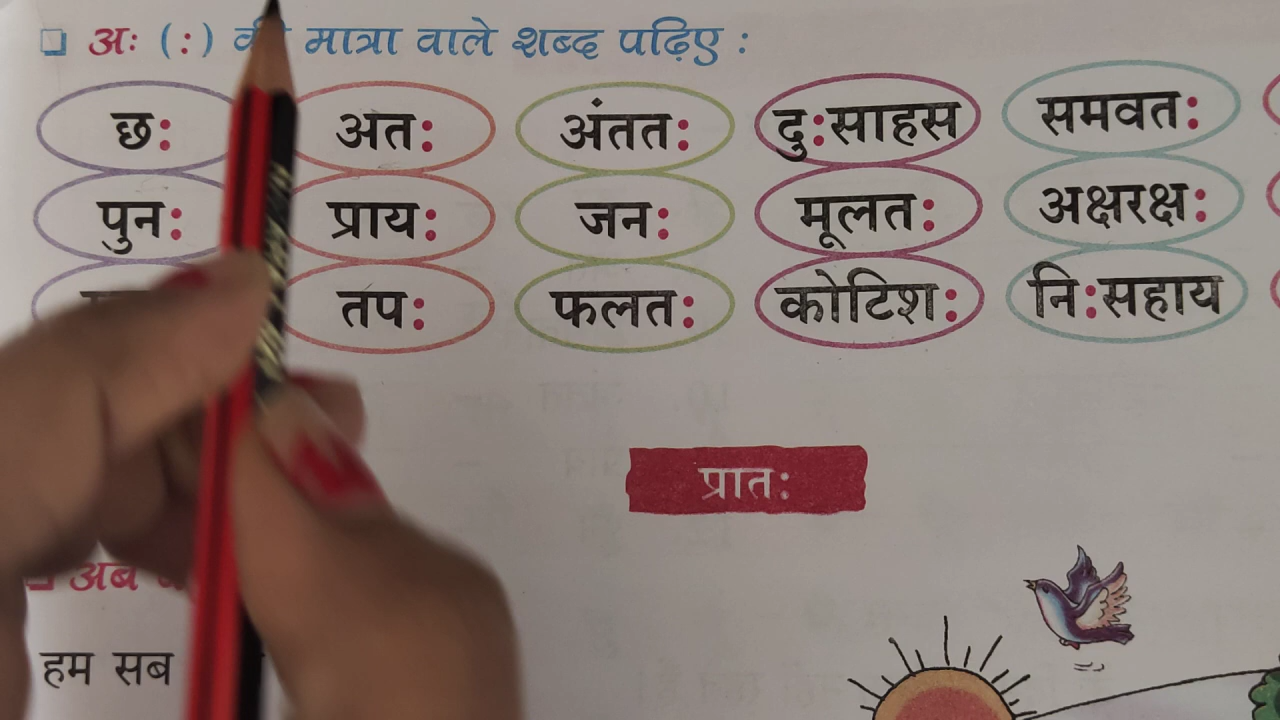 अः (ः) मात्रा वाले शब्द पढ़िए :
छः अतः अंततः दुःसाहस समवतः
पुनः प्रायः जनः मूलतः अक्षरक्षः
तपः फलतः कोटिशः निःसहाय
प्रातः
अब
हम सब